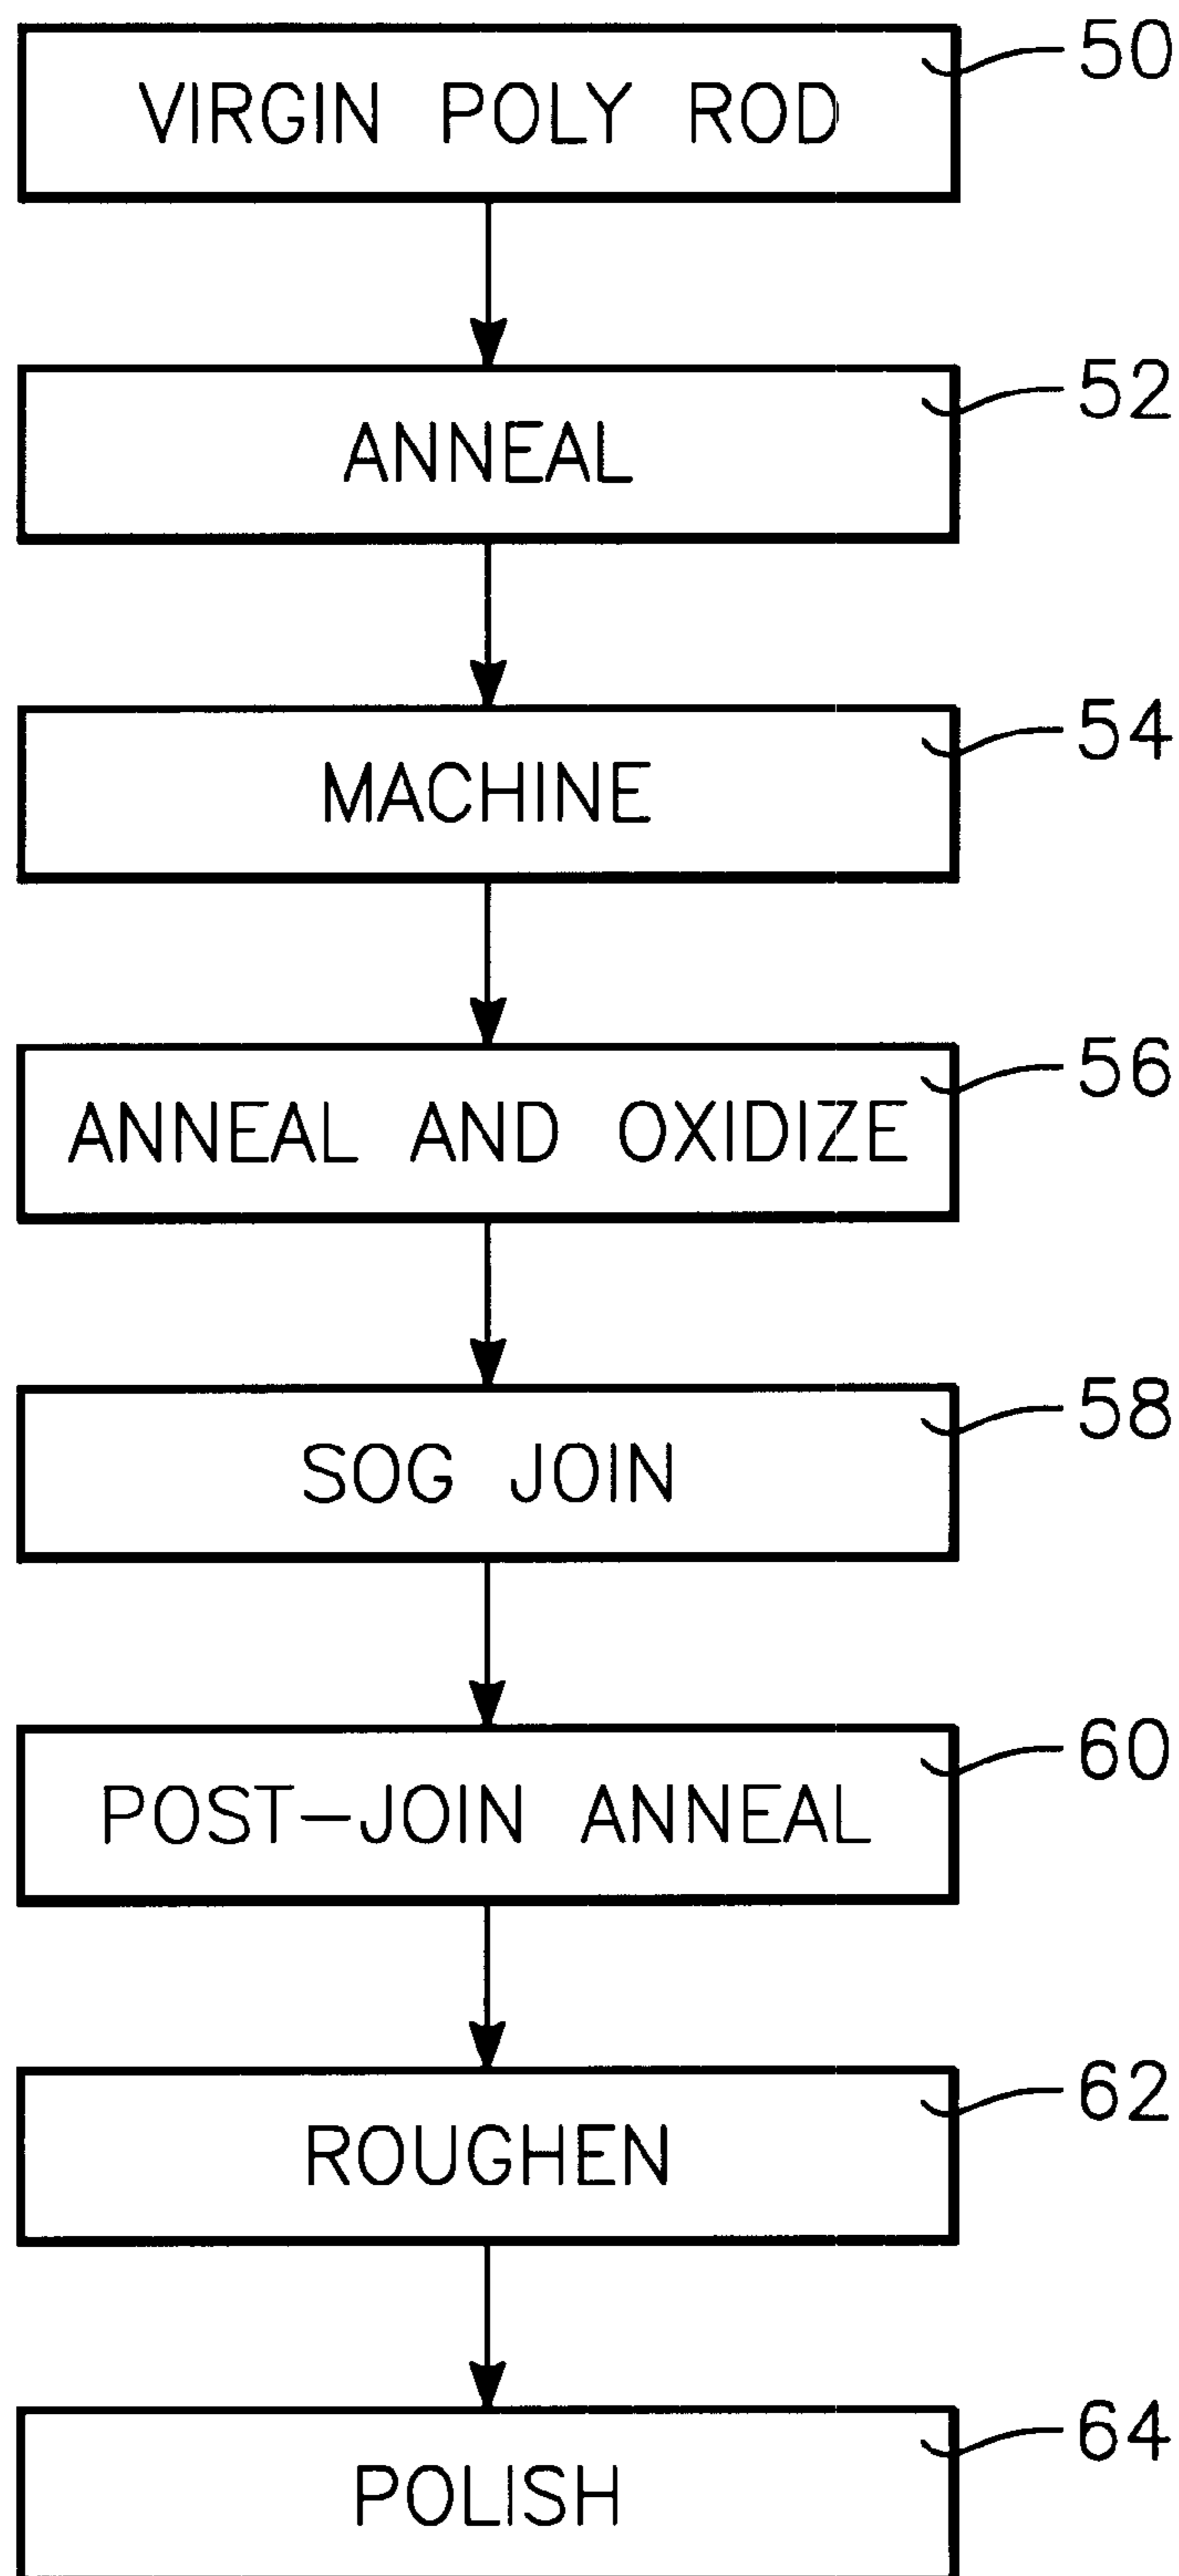 VIRGIN POLY ROD
50
ANNEAL
52
MACHINE
54
ANNEAL AND OXIDIZE
56
SOG JOIN
58
POST-JOIN ANNEAL
60
ROUGHEN
62
POLISH
64